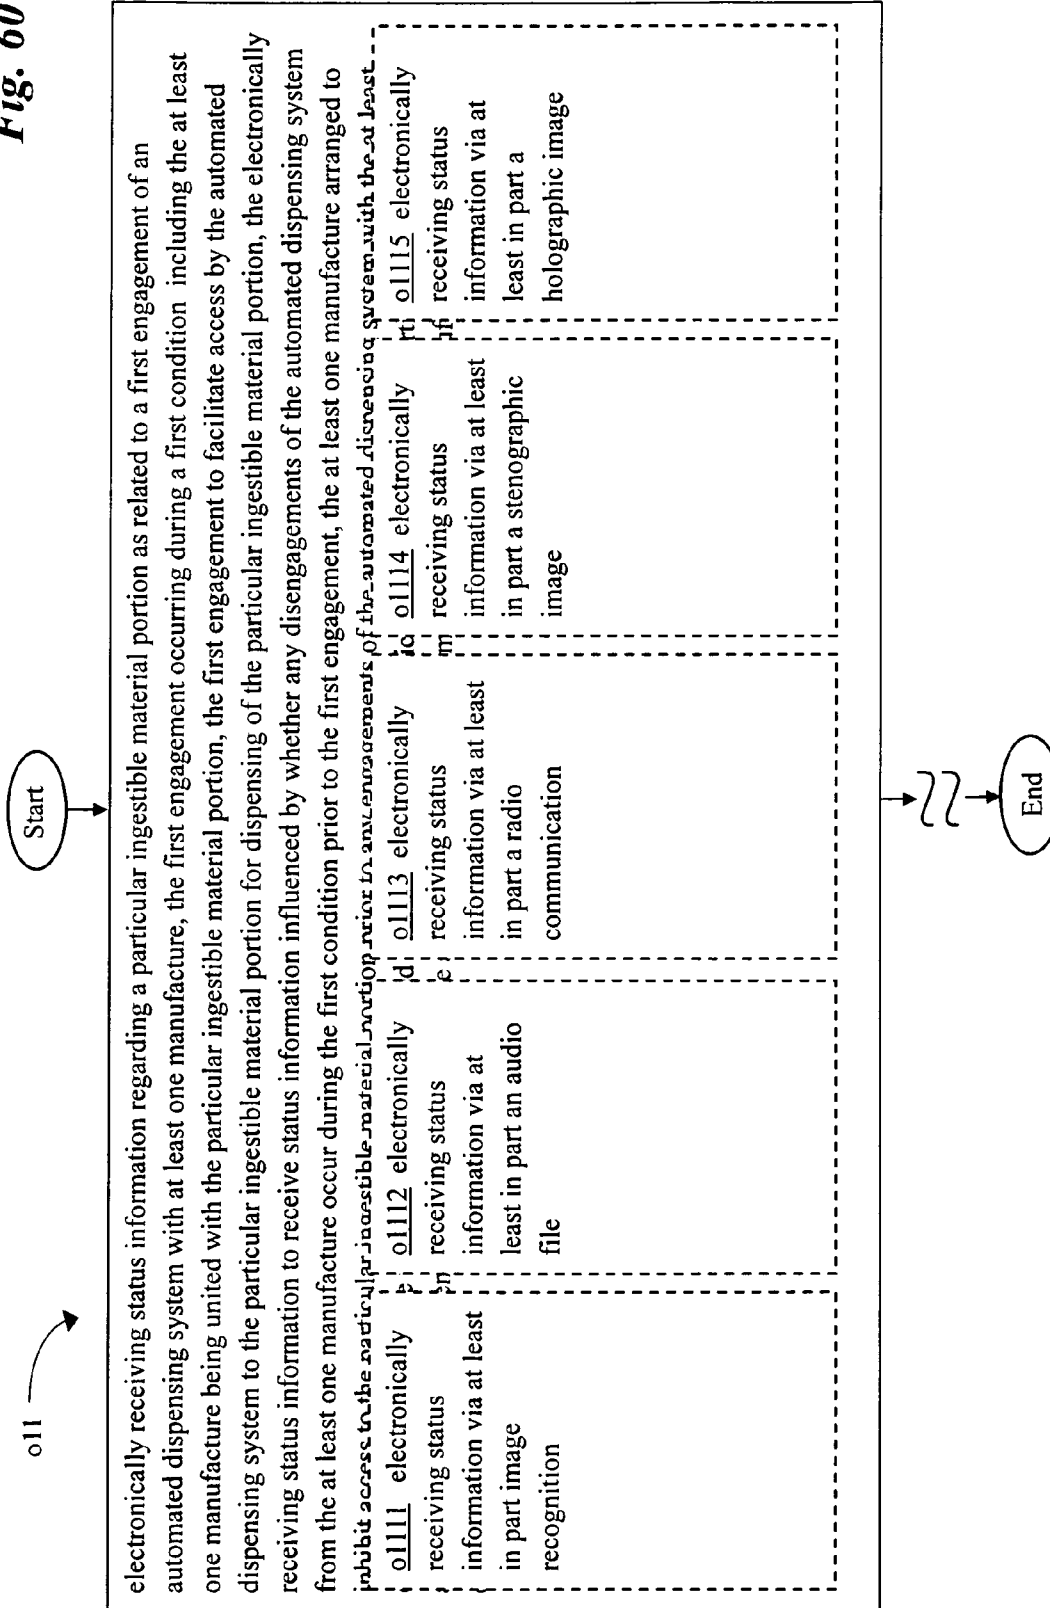 Fig. 60
o11
Start
electronically receiving status information regarding a particular ingestible material portion as related to a first engagement of an
automated dispensing system with at least one manufacture, the first engagement occurring during a first condition including the at least
one manufacture being united with the particular ingestible material portion, the first engagement to facilitate access by the automated
dispensing system to the particular ingestible material portion for dispensing of the particular ingestible material portion, the electronically
receiving status information to receive status information influenced by whether any disengagements of the automated dispensing system
from the at least one manufacture occur during the first condition prior to the first engagement, the at least one manufacture arranged to
inhibit access to the particular ingestible material portion prior to any engagements of the automated dispensing system with the at least
o1111 electronically
receiving status
information via at least
in part image
recognition
o1112 electronically
receiving status
information via at
least in part an audio
file
o1113 electronically
receiving status
information via at least
in part a radio
communication
o1114 electronically
receiving status
information via at least
in part a stenographic
image
o1115 electronically
receiving status
information via at
least in part a
holographic image
End